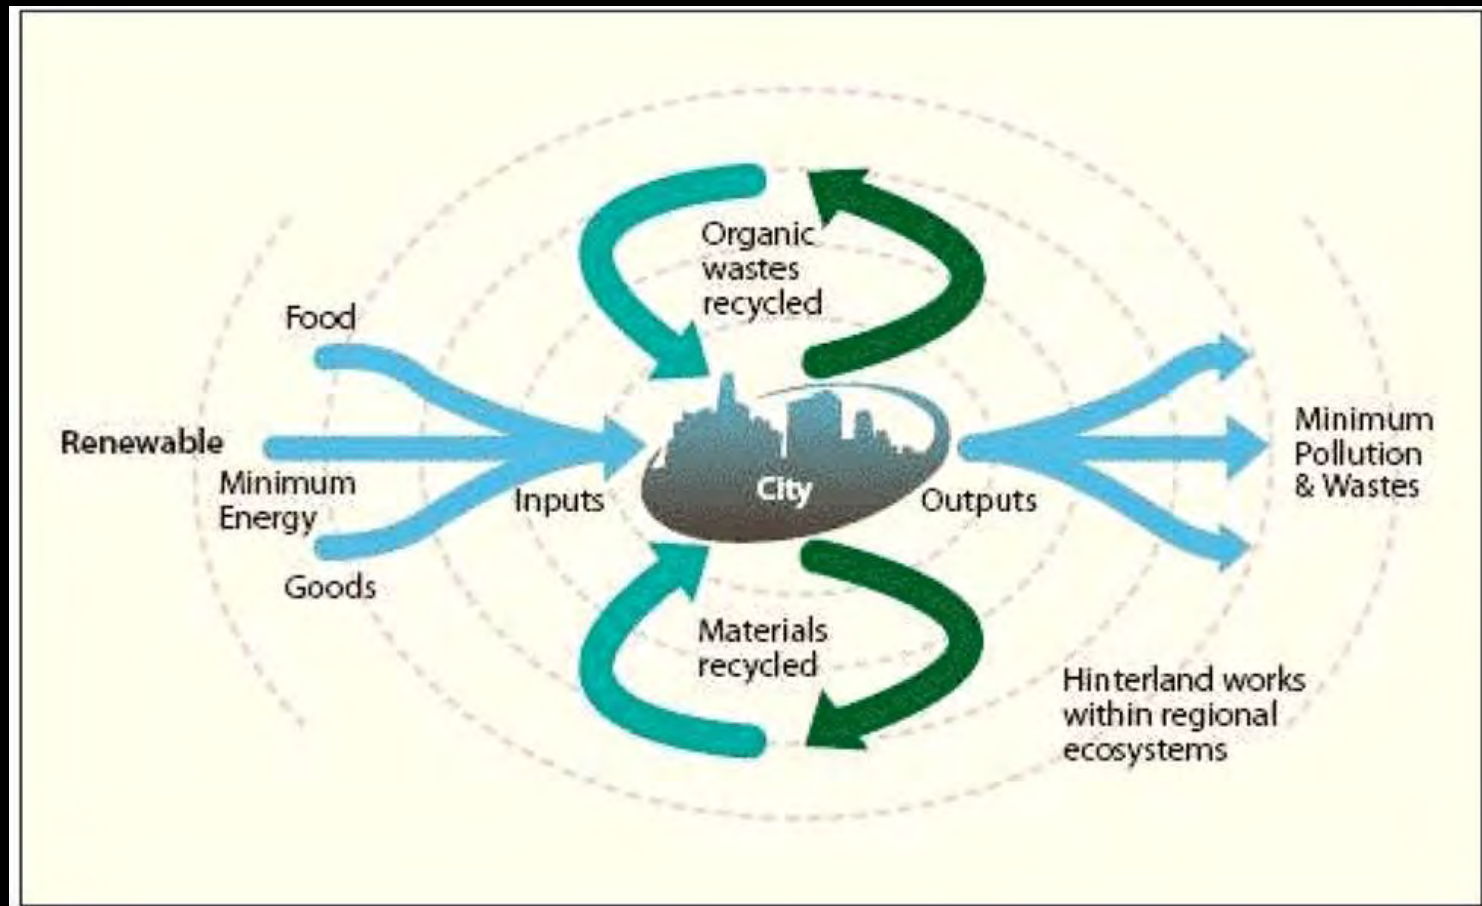 Organic
wastes
recycled
Food
Renewable
Minimum
Energy
Goods
Inputs
City
Outputs
Minimum
Pollution
& Wastes
Materials
recycled
Hinterland works
within regional
ecosystems